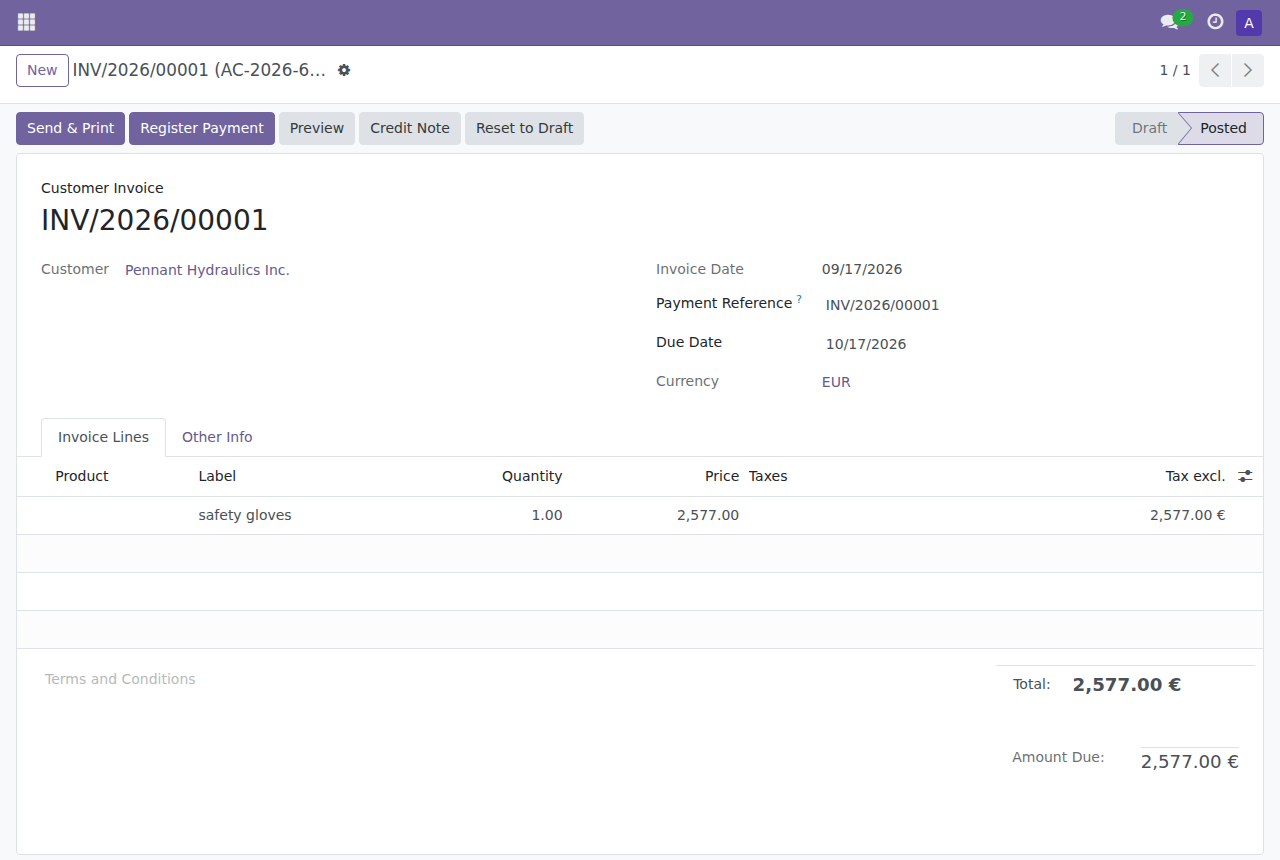 2
A
New
INV/2026/00001 (AC-2026-6...
1 / 1
Send & Print
Register Payment
Preview
Credit Note
Reset to Draft
Draft
Posted
Customer Invoice
INV/2026/00001
Customer
Pennant Hydraulics Inc.
Invoice Date
09/17/2026
Payment Reference ?
INV/2026/00001
Due Date
10/17/2026
Currency
EUR
Invoice Lines
Other Info
Product Label Quantity Price Taxes Tax excl.
safety gloves 1.00 2,577.00 2,577.00 €
Terms and Conditions
Total: 2,577.00 €
Amount Due: 2,577.00 €